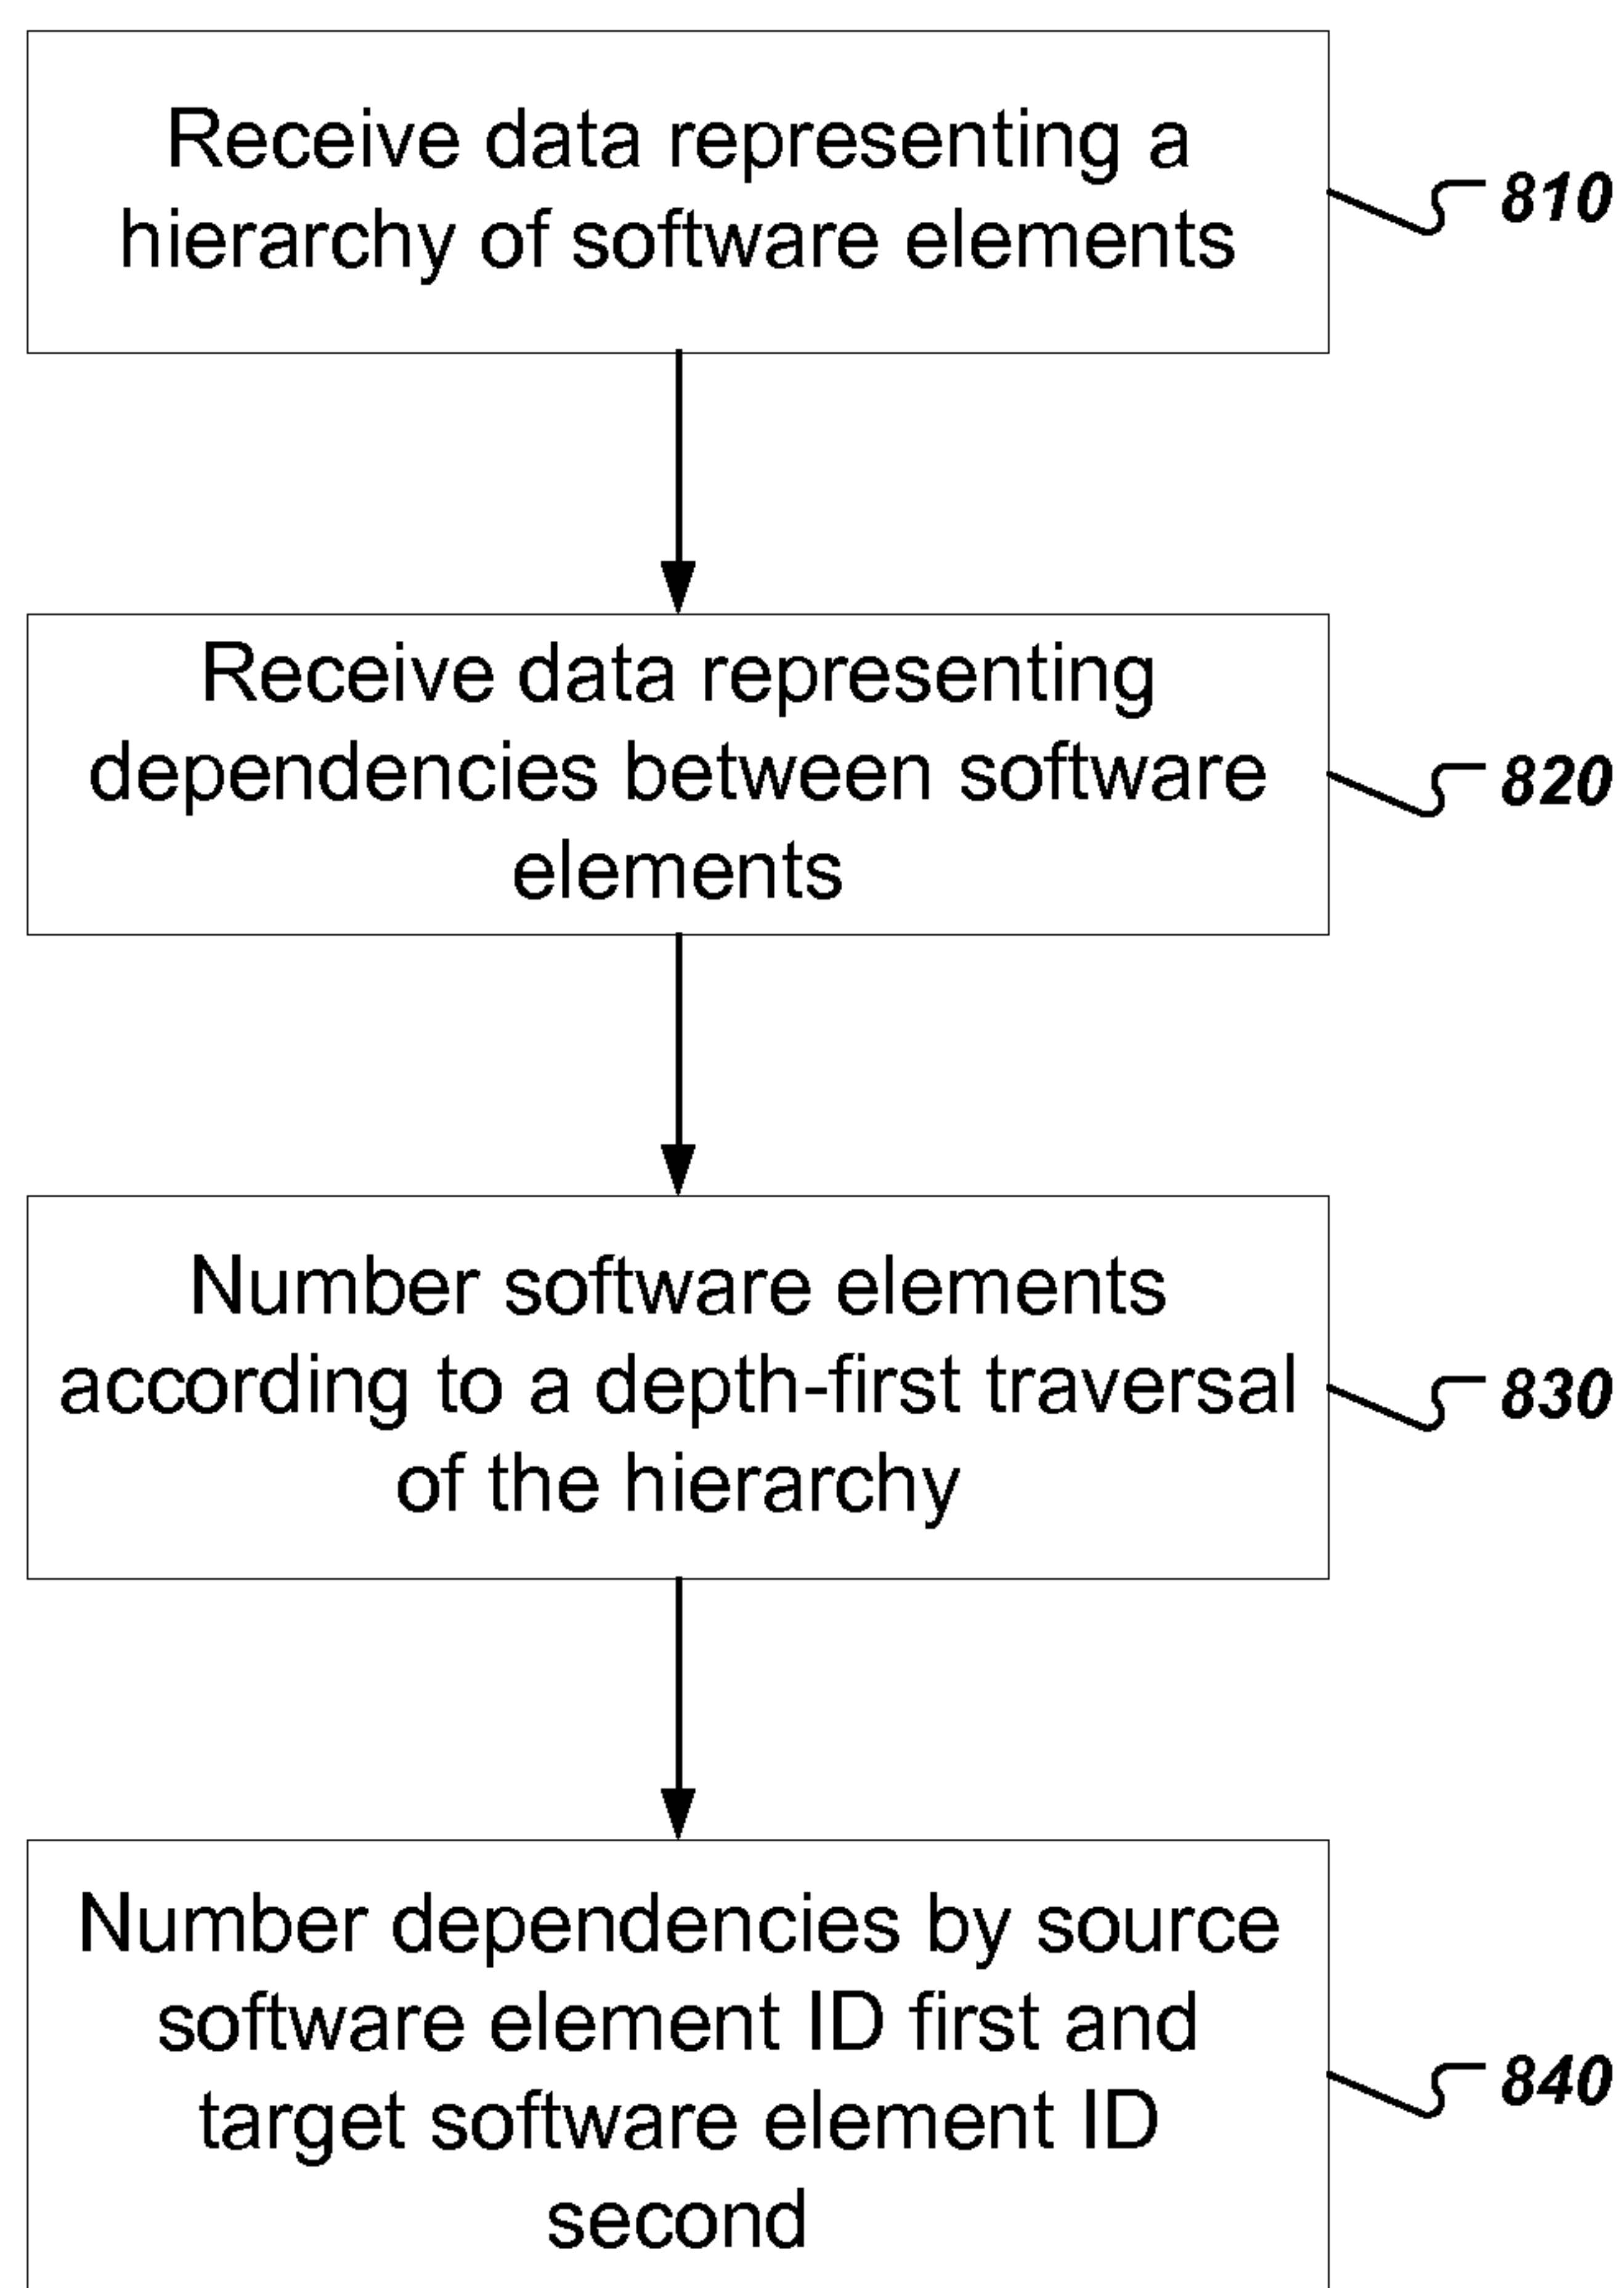 Receive data representing a
hierarchy of software elements
810
Receive data representing
dependencies between software
elements
820
Number software elements
according to a depth-first traversal
of the hierarchy
830
Number dependencies by source
software element ID first and
target software element ID
second
840